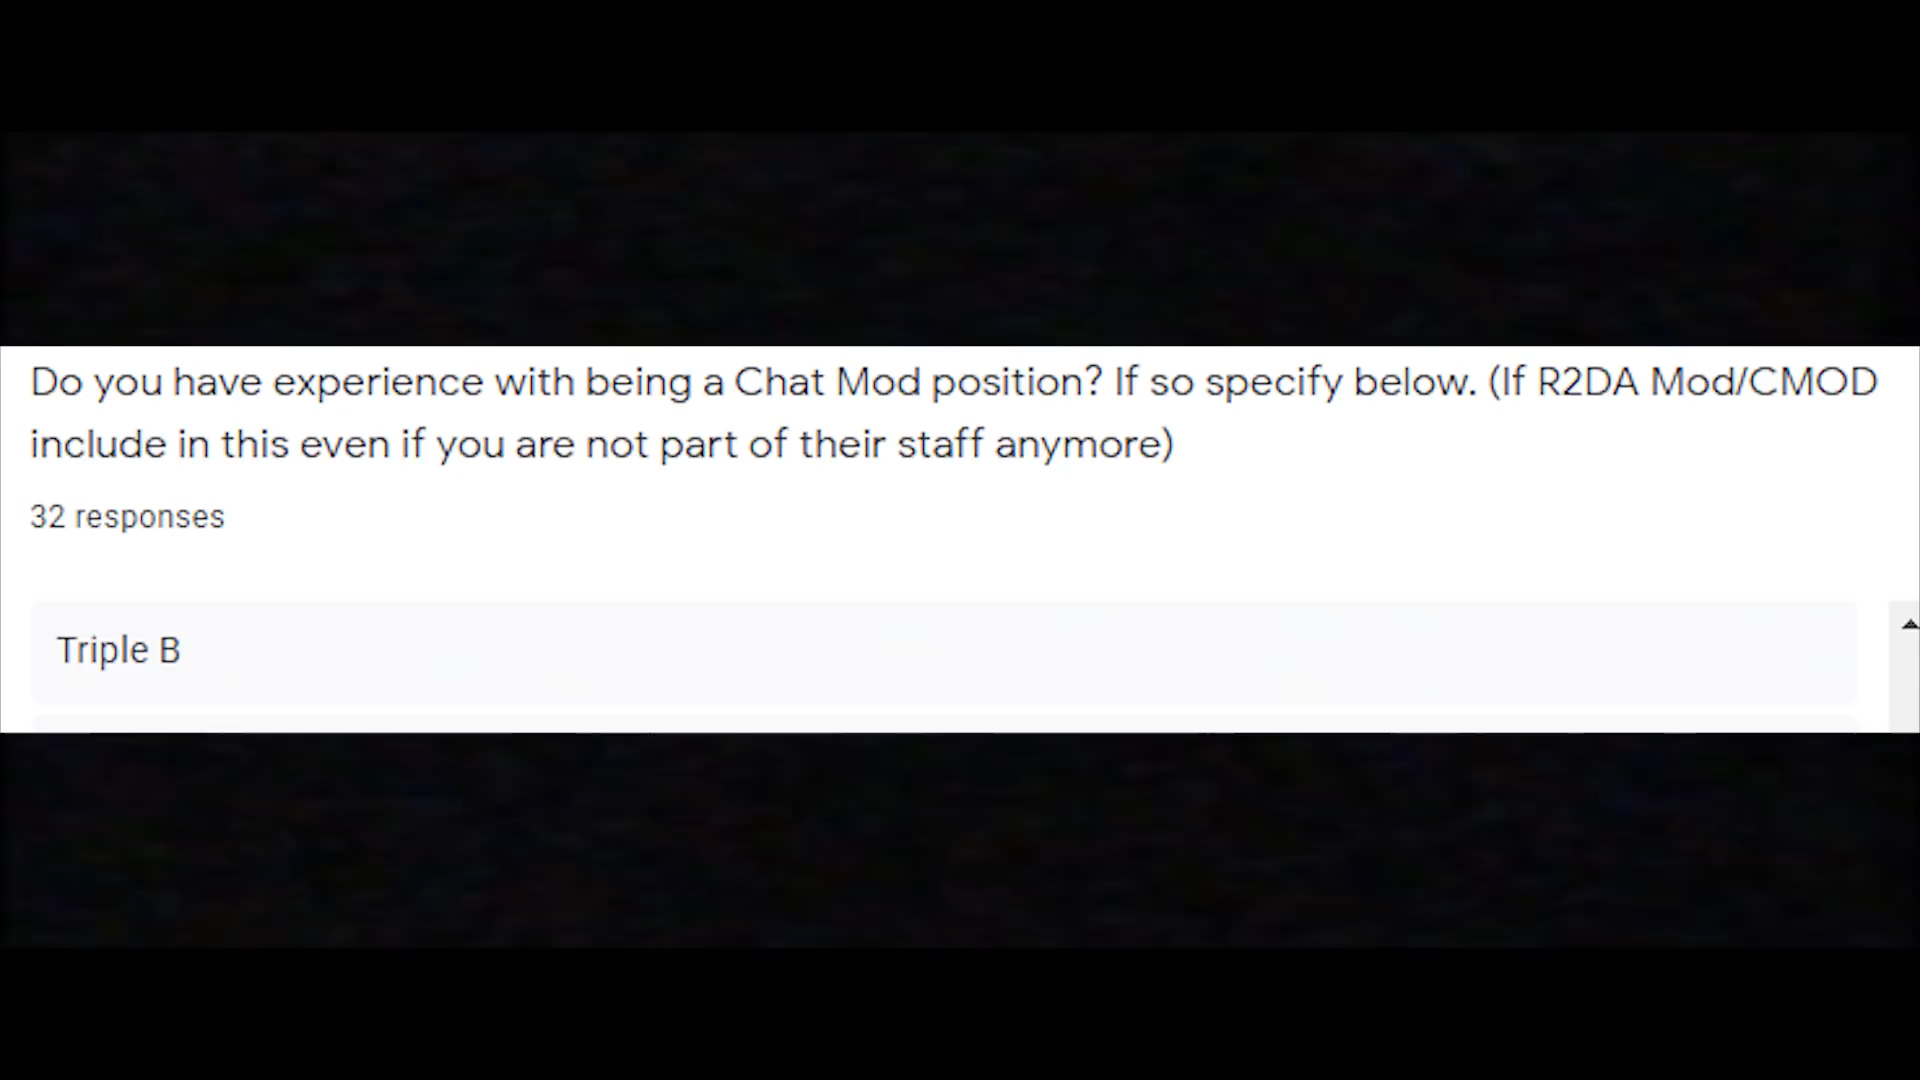 Do you have experience with being a Chat Mod position? If so specify below. (If R2DA Mod/CMOD
include in this even if you are not part of their staff anymore)
32 responses
Triple B